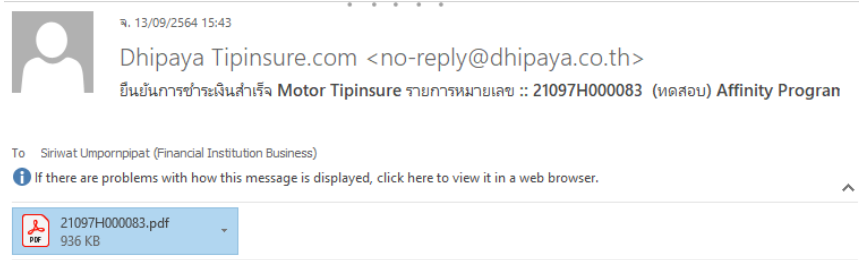 จ. 13/09/2564 15:43
Dhipaya Tipinsure.com <no-reply@dhipaya.co.th>
ยืนยันการชำระเงินสำเร็จ Motor Tipinsure รายการหมายเลข :: 21097H000083 (ทดสอบ) Affinity Progran
To Siriwat Umpornpipat (Financial Institution Business)
If there are problems with how this message is displayed, click here to view it in a web browser.
21097H000083.pdf
PDF
936 KB